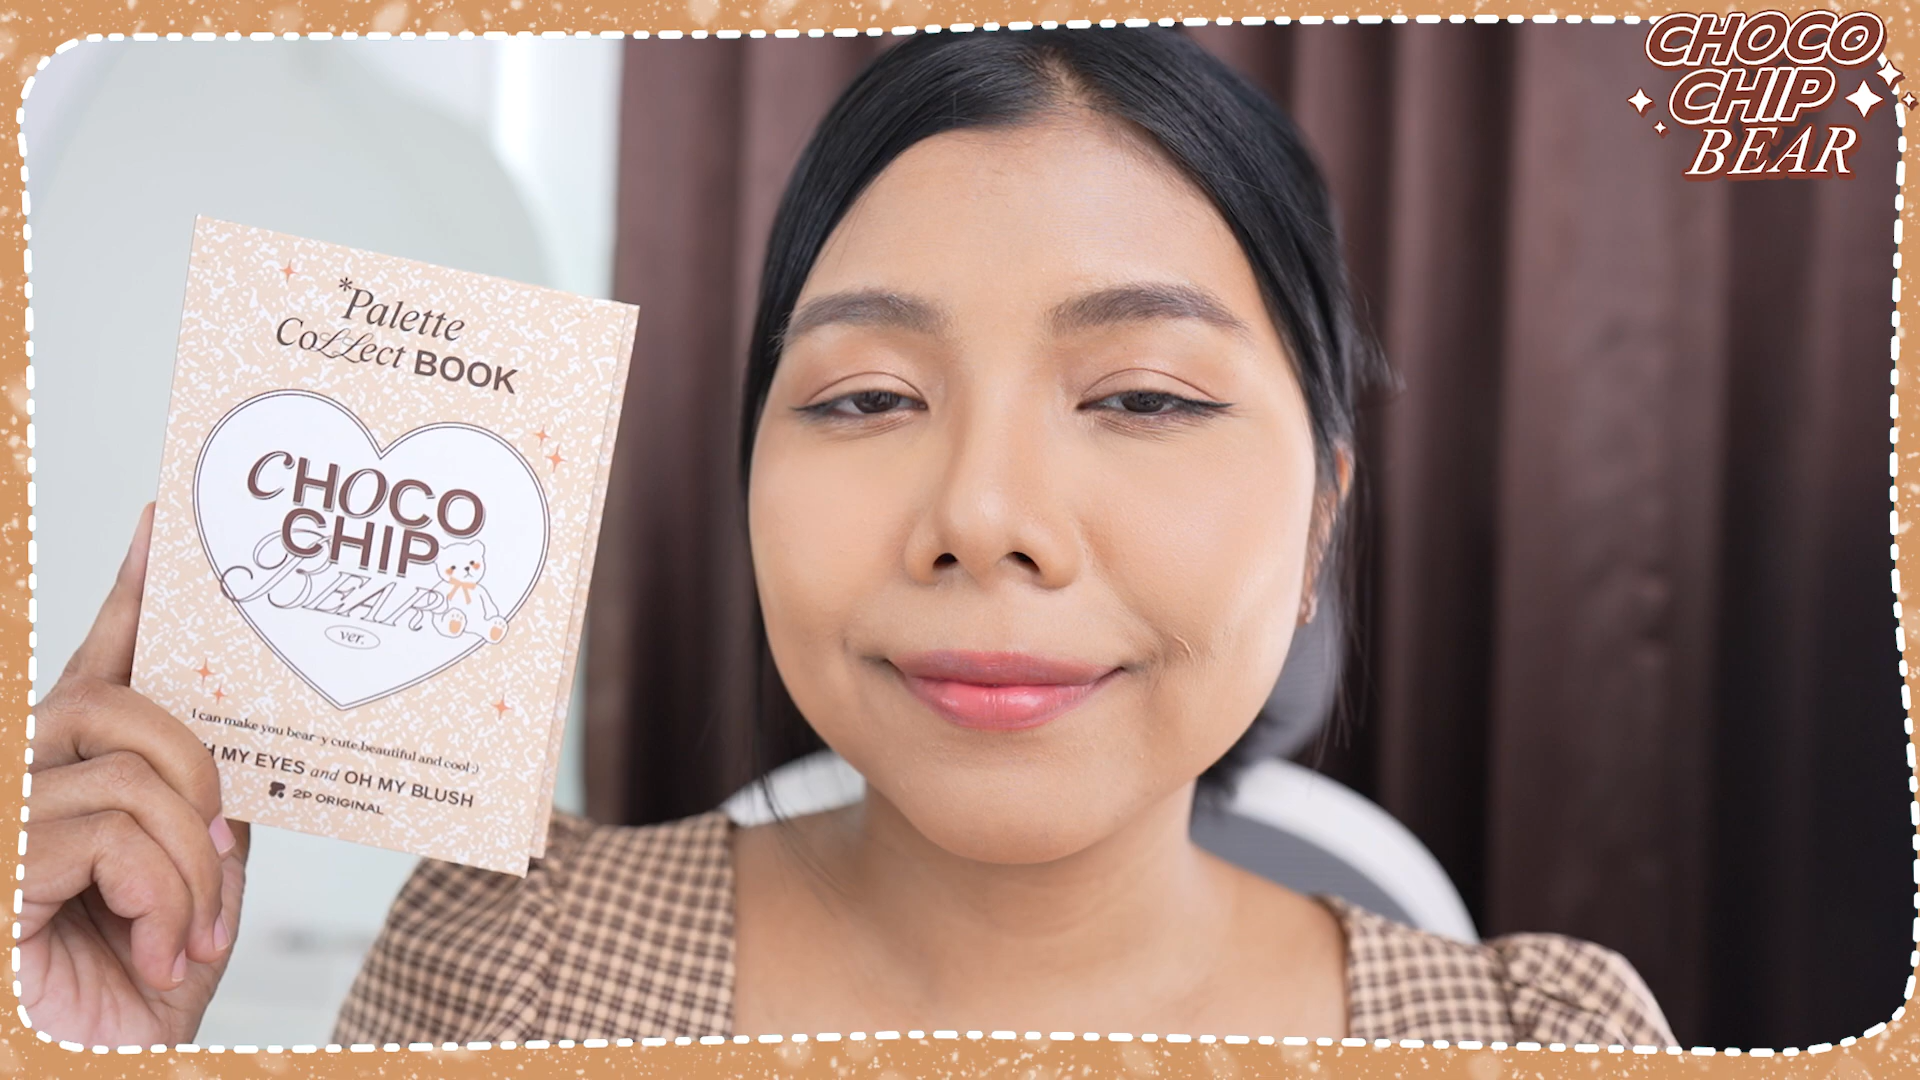 *Palette
Collect BOOK
CHOCO
CHIP
BEAR
ver.
I can make you bear-y cute,beautiful and cool :)
H MY EYES and OH MY BLUSH
2P ORIGINAL
CHOCO
CHIP
BEAR